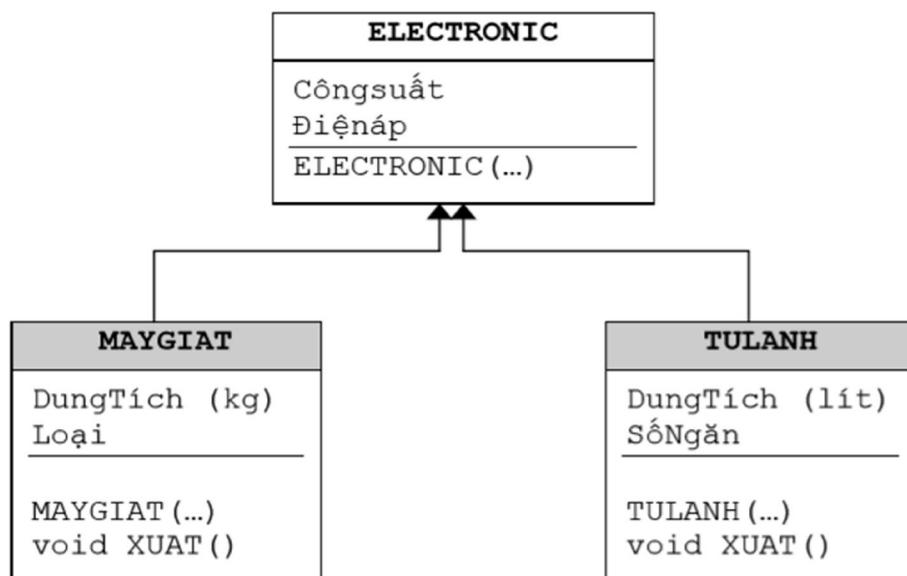 ELECTRONIC
Côngsuất
Điệnáp
ELECTRONIC(…)
MAYGIAT
DungTích (kg)
Loại
MAYGIAT(…)
void XUAT()
TULANH
DungTích (lít)
SốNgăn
TULANH(…)
void XUAT()